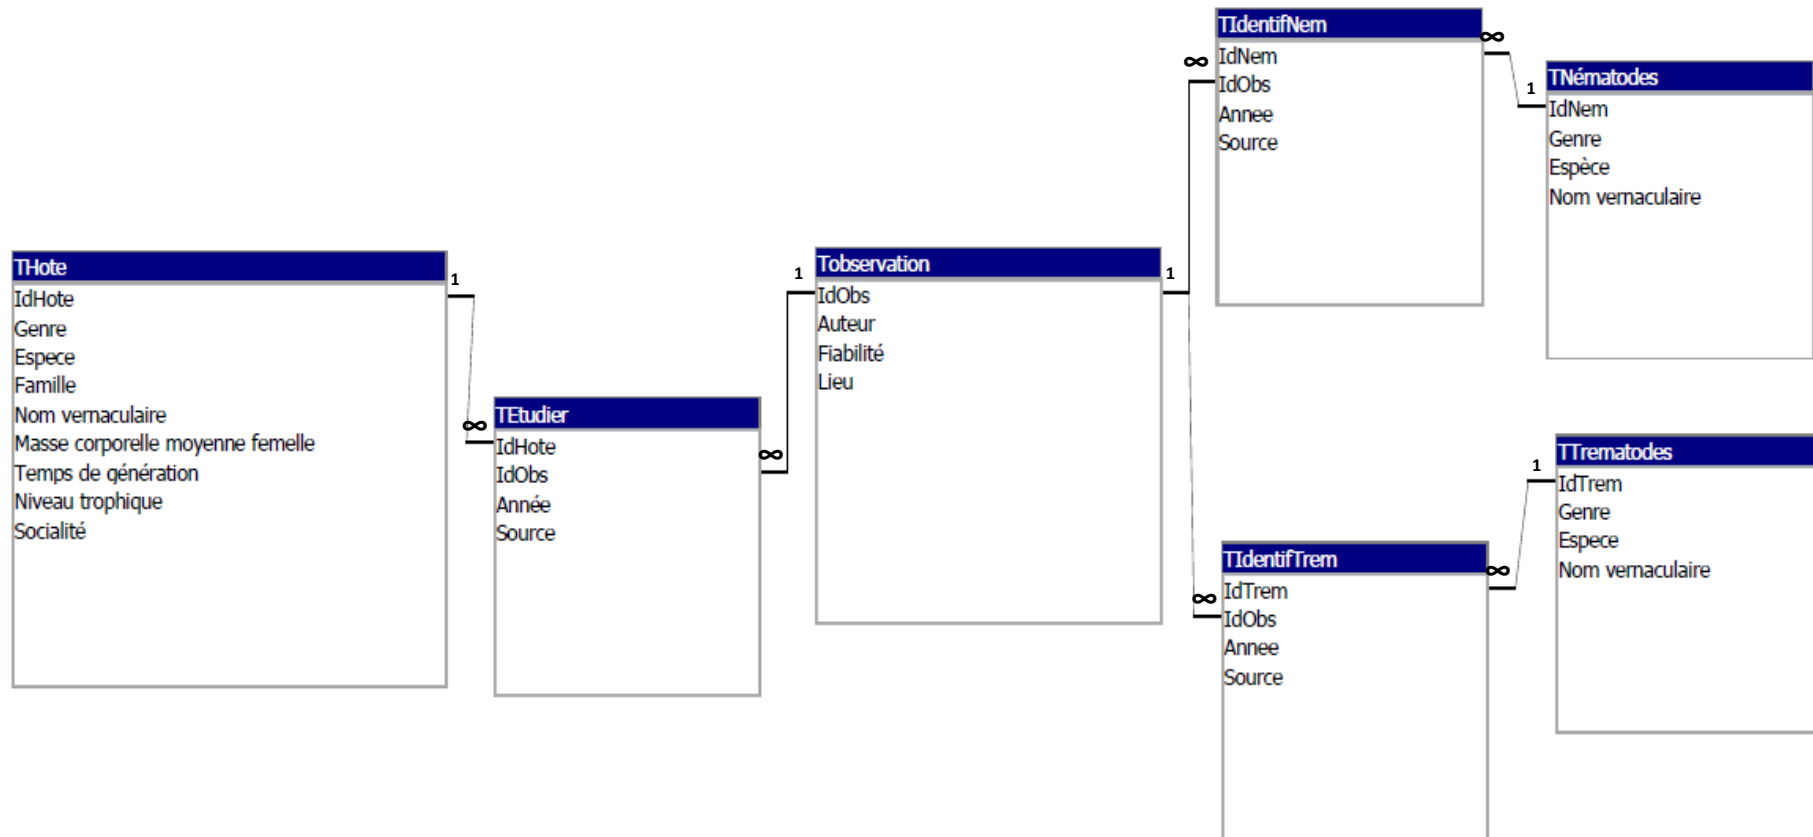 THote
IdHote
Genre
Espece
Famille
Nom vernaculaire
Masse corporelle moyenne femelle
Temps de génération
Niveau trophique
Socialité
1
∞
TEtudier
IdHote
IdObs
Année
Source
∞
1
Tobservation
IdObs
Auteur
Fiabilité
Lieu
1
∞
TIdentifNem
IdNem
IdObs
Annee
Source
∞
1
TNématodes
IdNem
Genre
Espèce
Nom vernaculaire
∞
TIdentifTrem
IdTrem
IdObs
Annee
Source
∞
1
TTrematodes
IdTrem
Genre
Espece
Nom vernaculaire